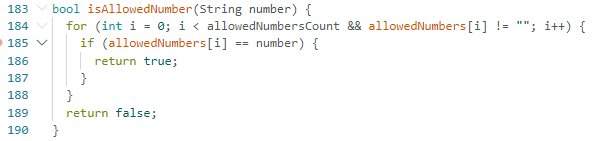 183 bool isAllowedNumber(String number) {
184 for (int i = 0; i < allowedNumbersCount && allowedNumbers[i] != ""; i++) {
185 if (allowedNumbers[i] == number) {
186 return true;
187 }
188 }
189 return false;
190 }